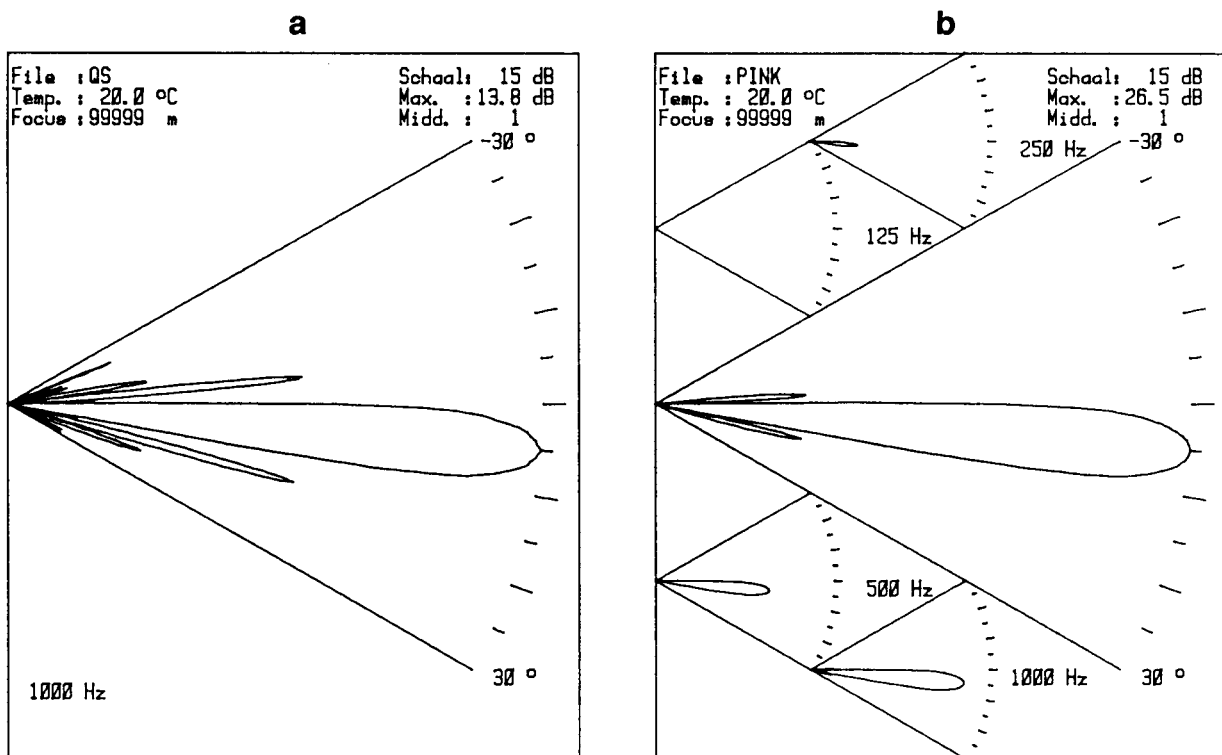 a
File :QS
Temp. : 20.0 ºC
Focus :99999 m
Schaal: 15 dB
Max. :13.8 dB
Midd. : 1
-30 º
30 º
1000 Hz
b
File :PINK
Temp. : 20.0 ºC
Focus :99999 m
Schaal: 15 dB
Max. :26.5 dB
Midd. : 1
-30 º
250 Hz
125 Hz
500 Hz
1000 Hz
30 º